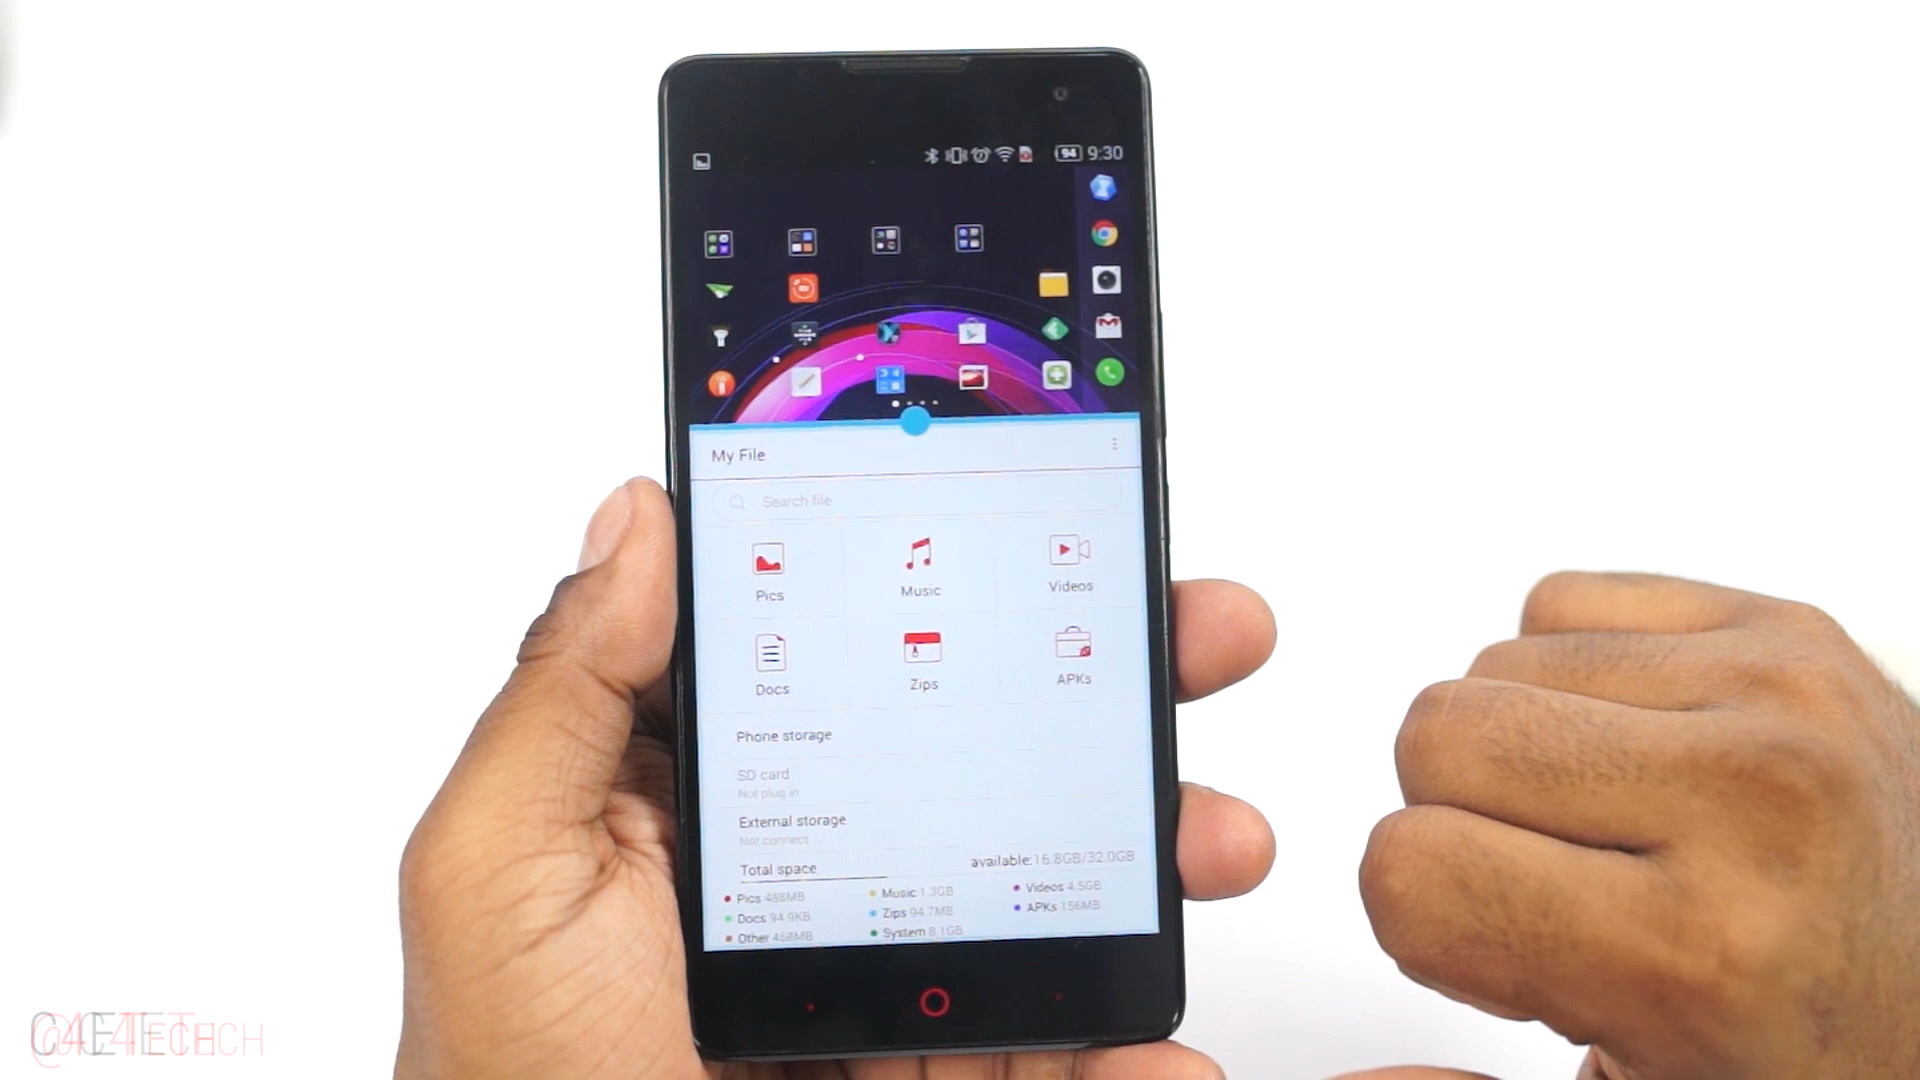 94 9:30
My File
Search file
Pics
Music
Videos
Docs
Zips
APKs
Phone storage
SD card
Not plug in
External storage
Not connect
Total space
available:16.8GB/32.0GB
Pics 488MB
Music 1.3GB
Videos 4.5GB
Docs 94.9KB
Zips 94.7MB
APKs 156MB
Other 468MB
System 8.1GB